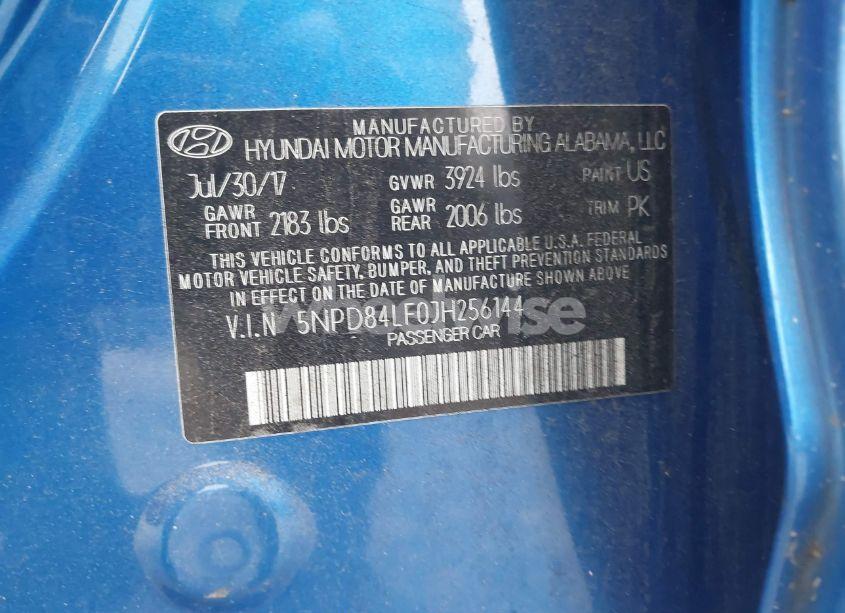 MANUFACTURED BY
HYUNDAI MOTOR MANUFACTURING ALABAMA, LLC
Jul/30/17 GVWR 3924 lbs PAINT US
GAWR FRONT 2183 lbs GAWR REAR 2006 lbs TRIM PK
THIS VEHICLE CONFORMS TO ALL APPLICABLE U.S.A. FEDERAL
MOTOR VEHICLE SAFETY, BUMPER, AND THEFT PREVENTION STANDARDS
IN EFFECT ON THE DATE OF MANUFACTURE SHOWN ABOVE
V.I.N 5NPD84LF0JH256144
PASSENGER CAR